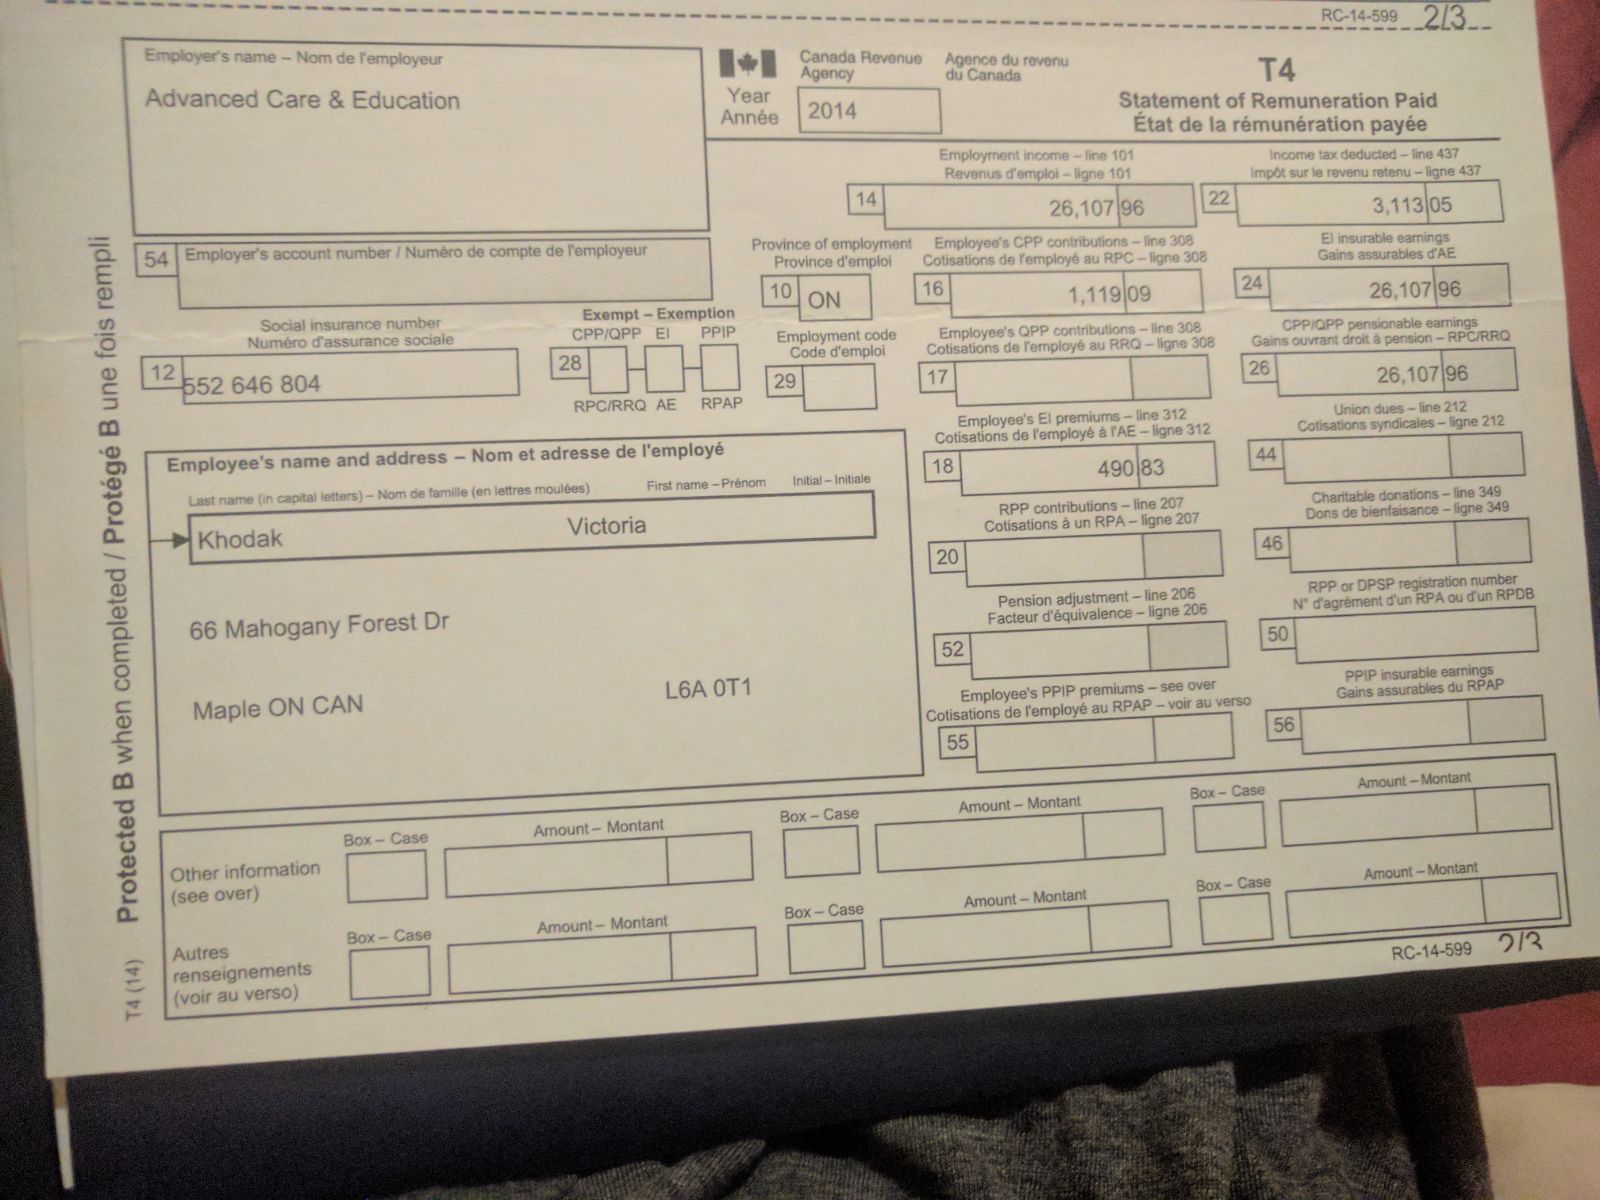 RC-14-599 2/3
Employer's name – Nom de l'employeur
Advanced Care & Education
Canada Revenue Agency
Agence du revenu du Canada
Year
Année
2014
T4
Statement of Remuneration Paid
État de la rémunération payée
Employment income – line 101
Revenus d'emploi – ligne 101
14 26,107 96
Income tax deducted – line 437
Impôt sur le revenu retenu – ligne 437
22 3,113 05
54 Employer's account number / Numéro de compte de l'employeur
Province of employment
Province d'emploi
10 ON
Employee's CPP contributions – line 308
Cotisations de l'employé au RPC – ligne 308
16 1,119 09
EI insurable earnings
Gains assurables d'AE
24 26,107 96
Social insurance number
Numéro d'assurance sociale
12 552 646 804
Exempt – Exemption
CPP/QPP EI PPIP
28
RPC/RRQ AE RPAP
Employment code
Code d'emploi
29
Employee's QPP contributions – line 308
Cotisations de l'employé au RRQ – ligne 308
17
CPP/QPP pensionable earnings
Gains ouvrant droit à pension – RPC/RRQ
26 26,107 96
Employee's EI premiums – line 312
Cotisations de l'employé à l'AE – ligne 312
18 490 83
Union dues – line 212
Cotisations syndicales – ligne 212
44
Employee's name and address – Nom et adresse de l'employé
Last name (in capital letters) – Nom de famille (en lettres moulées) First name – Prénom Initial – Initiale
Khodak Victoria
66 Mahogany Forest Dr
Maple ON CAN L6A 0T1
RPP contributions – line 207
Cotisations à un RPA – ligne 207
20
Charitable donations – line 349
Dons de bienfaisance – ligne 349
46
Pension adjustment – line 206
Facteur d'équivalence – ligne 206
52
RPP or DPSP registration number
N° d'agrément d'un RPA ou d'un RPDB
50
Employee's PPIP premiums – see over
Cotisations de l'employé au RPAP – voir au verso
55
PPIP insurable earnings
Gains assurables du RPAP
56
Other information
(see over)
Box – Case Amount – Montant Box – Case Amount – Montant Box – Case Amount – Montant
Autres
renseignements
(voir au verso)
Box – Case Amount – Montant Box – Case Amount – Montant Box – Case Amount – Montant
RC-14-599 2/3
T4 (14) Protected B when completed / Protégé B une fois rempli